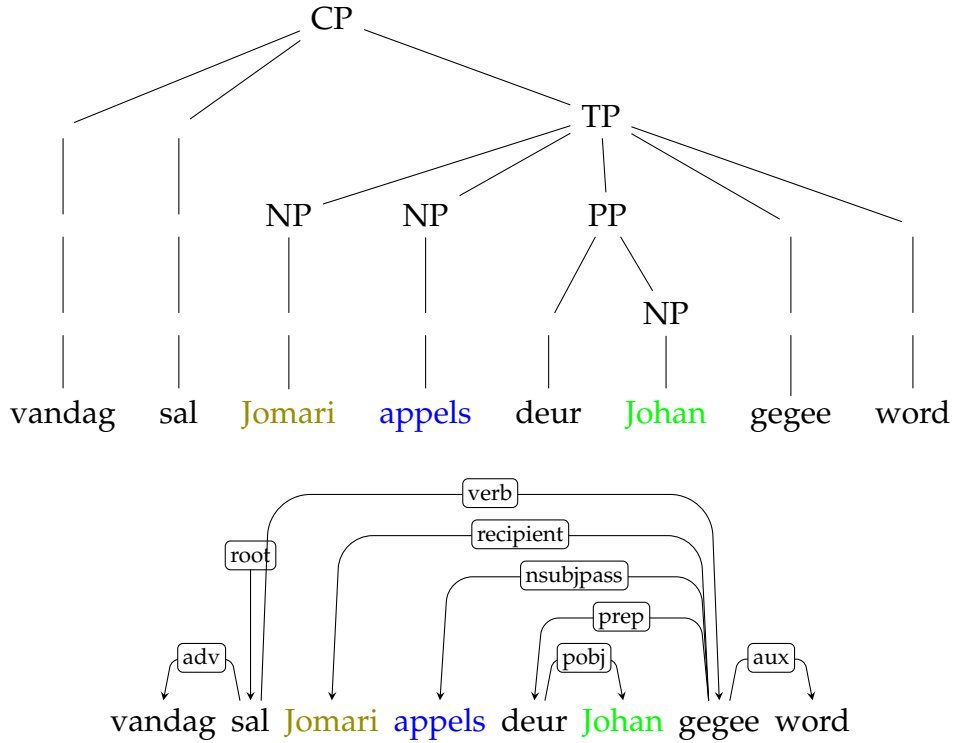 CP
TP
NP NP PP
NP
vandag sal Jomari appels deur Johan gegee word
verb
recipient
root
nsubjpass
prep
adv pobj aux
vandag sal Jomari appels deur Johan gegee word